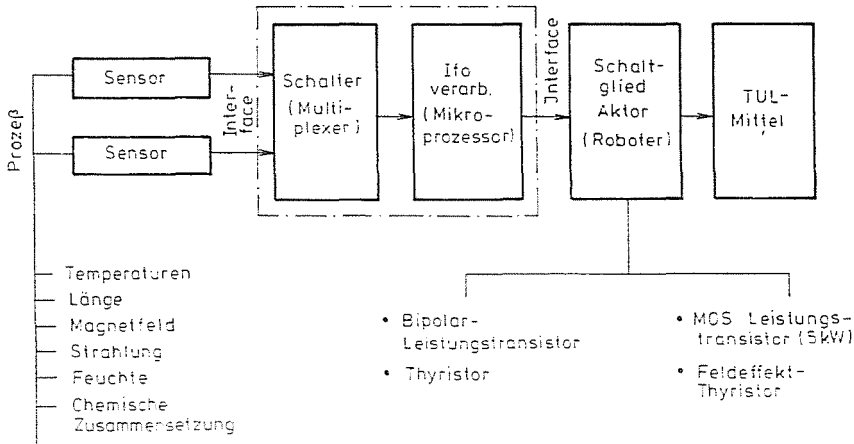 Prozeß
Sensor
Sensor
Inter-
face
Schalter
(Multi-
plexer)
Ifo
verarb.
(Mikro-
prozessor)
Interface
Schalt-
glied
Aktor
(Roboter)
TUL-
Mittel
Temperaturen
Länge
Magnetfeld
Strahlung
Feuchte
Chemische
Zusammensetzung
• Bipolar-
Leistungstransistor
• Thyristor
• MOS Leistungs-
transistor (5kW)
• Feldeffekt-
Thyristor